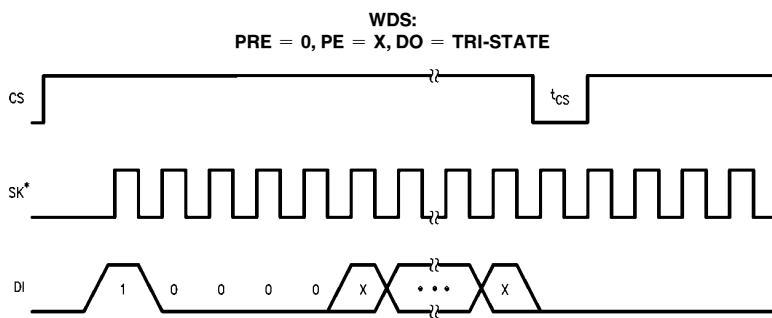 WDS:
PRE = 0, PE = X, DO = TRI-STATE
CS
tCS
SK*
DI
1 0 0 0 0 X • • • X